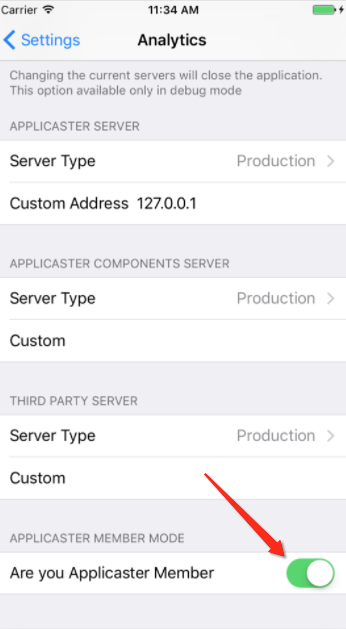 Carrier 11:34 AM
Settings Analytics
Changing the current servers will close the application.
This option available only in debug mode
APPLICASTER SERVER
Server Type Production
Custom Address 127.0.0.1
APPLICASTER COMPONENTS SERVER
Server Type Production
Custom
THIRD PARTY SERVER
Server Type Production
Custom
APPLICASTER MEMBER MODE
Are you Applicaster Member